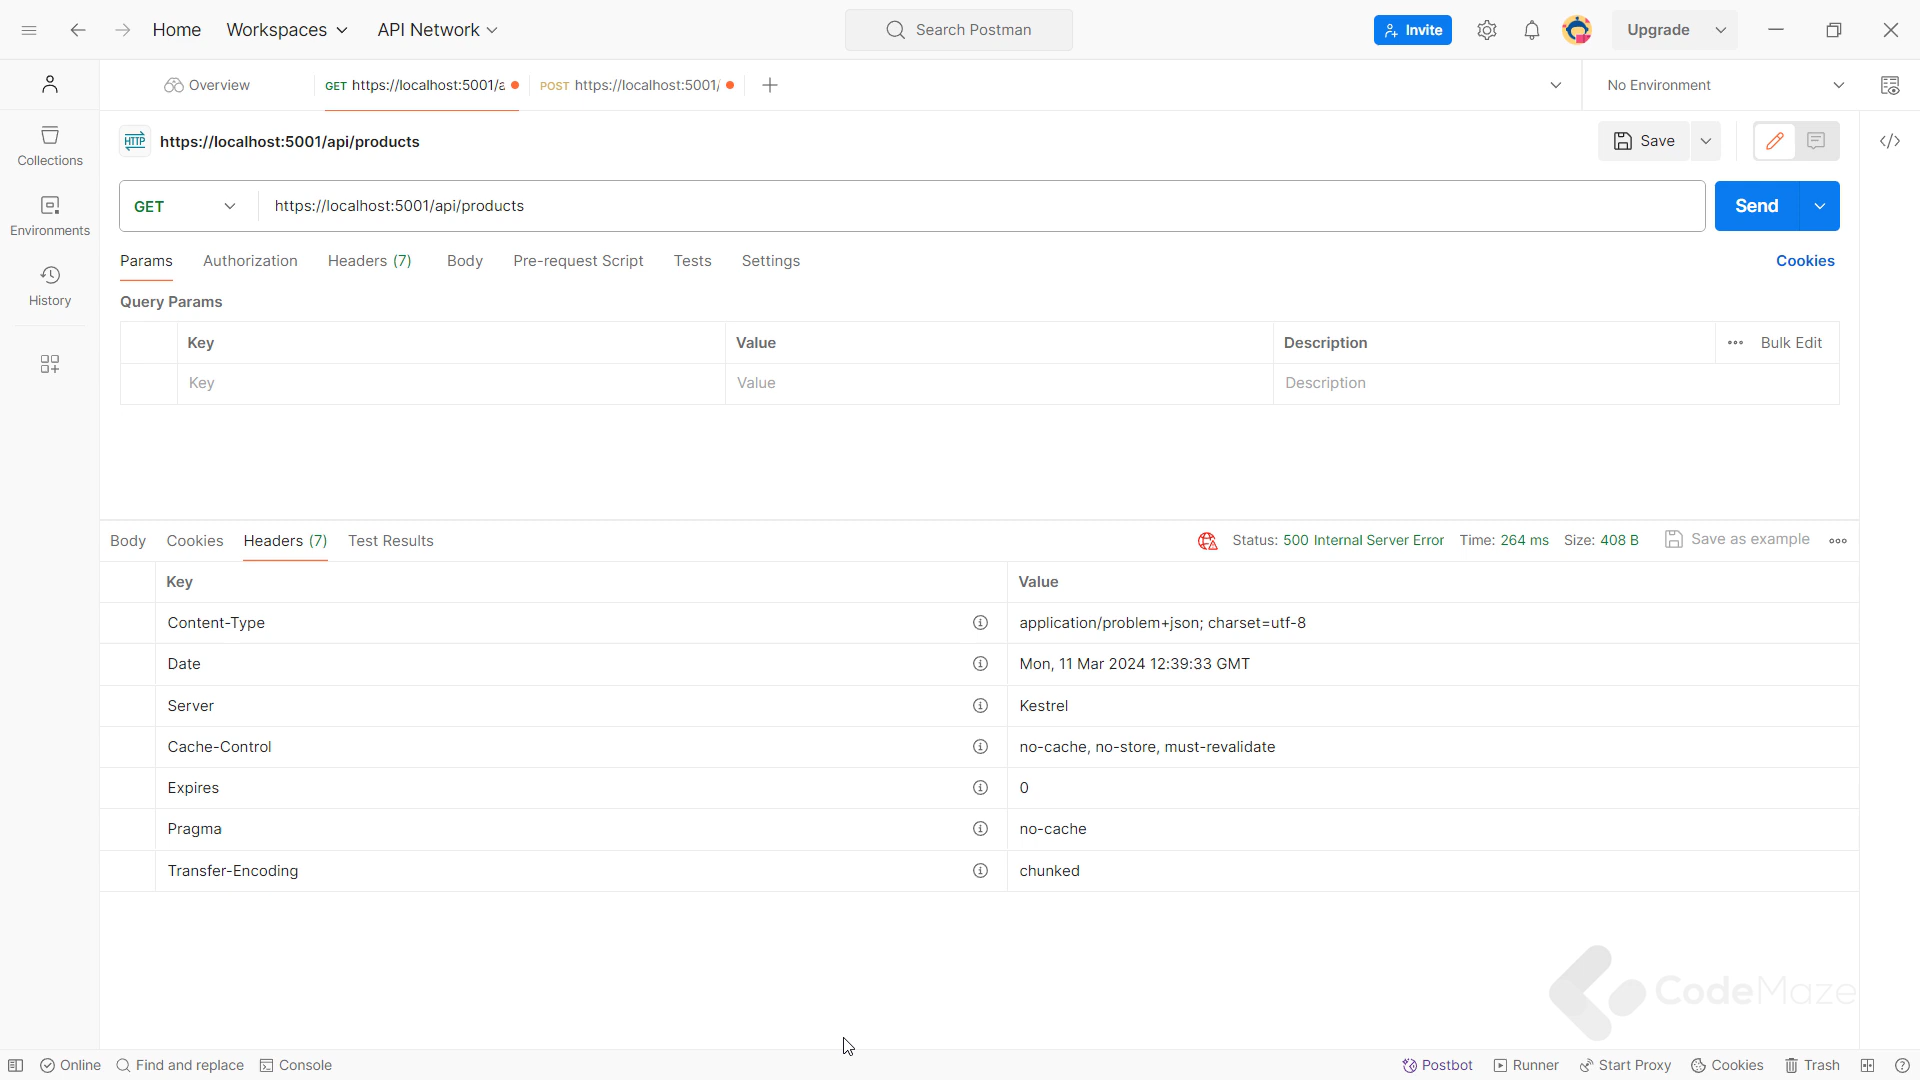 Home Workspaces API Network Search Postman Invite Upgrade
Overview GET https://localhost:5001/a POST https://localhost:5001/ No Environment
HTTP https://localhost:5001/api/products Save
Collections
Environments
History
GET https://localhost:5001/api/products Send
Params Authorization Headers (7) Body Pre-request Script Tests Settings Cookies
Query Params
Key Value Description Bulk Edit
Key Value Description
Body Cookies Headers (7) Test Results Status: 500 Internal Server Error Time: 264 ms Size: 408 B Save as example
Key Value
Content-Type application/problem+json; charset=utf-8
Date Mon, 11 Mar 2024 12:39:33 GMT
Server Kestrel
Cache-Control no-cache, no-store, must-revalidate
Expires 0
Pragma no-cache
Transfer-Encoding chunked
CodeMaze
Online Find and replace Console Postbot Runner Start Proxy Cookies Trash